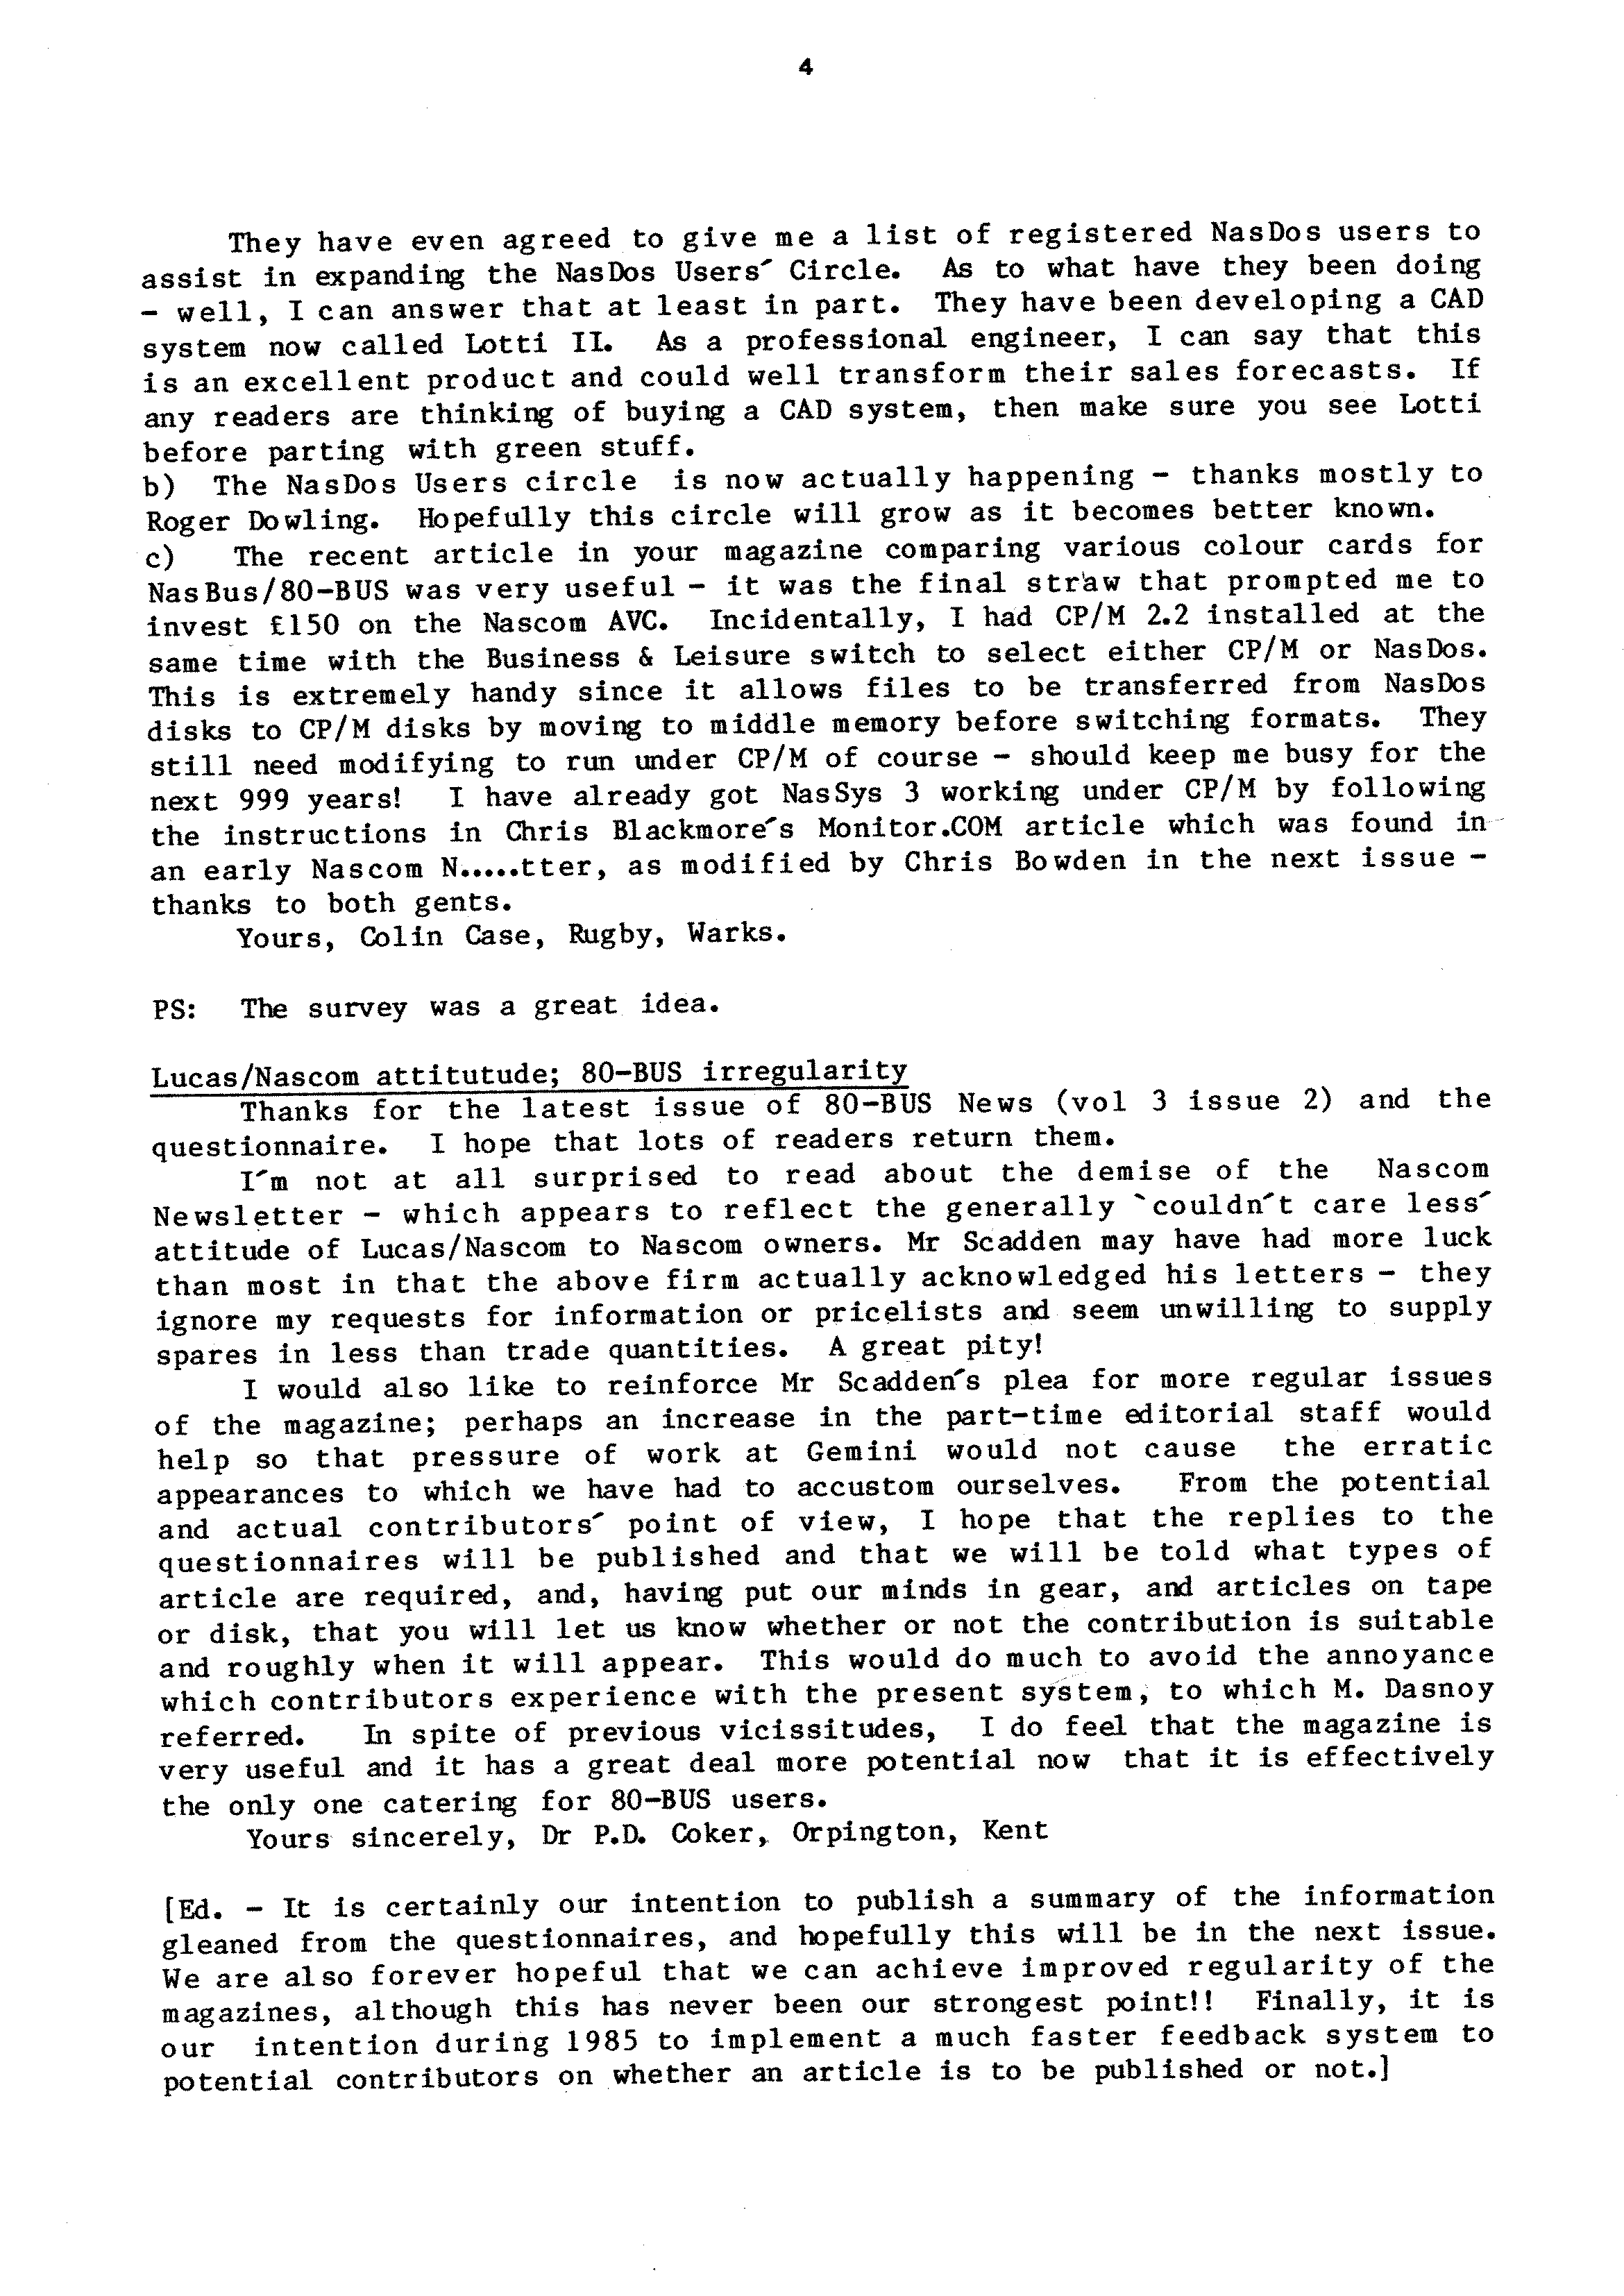 4
They have even agreed to give me a list of registered NasDos users to
assist in expanding the NasDos Users´ Circle. As to what have they been doing
- well, I can answer that at least in part. They have been developing a CAD
system now called Lotti II. As a professional engineer, I can say that this
is an excellent product and could well transform their sales forecasts. If
any readers are thinking of buying a CAD system, then make sure you see Lotti
before parting with green stuff.
b) The NasDos Users circle is now actually happening - thanks mostly to
Roger Dowling. Hopefully this circle will grow as it becomes better known.
c) The recent article in your magazine comparing various colour cards for
NasBus/80-BUS was very useful - it was the final straw that prompted me to
invest £150 on the Nascom AVC. Incidentally, I had CP/M 2.2 installed at the
same time with the Business & Leisure switch to select either CP/M or NasDos.
This is extremely handy since it allows files to be transferred from NasDos
disks to CP/M disks by moving to middle memory before switching formats. They
still need modifying to run under CP/M of course - should keep me busy for the
next 999 years! I have already got NasSys 3 working under CP/M by following
the instructions in Chris Blackmore´s Monitor.COM article which was found in
an early Nascom N.....tter, as modified by Chris Bowden in the next issue -
thanks to both gents.
Yours, Colin Case, Rugby, Warks.
PS: The survey was a great idea.
Lucas/Nascom attitutude; 80-BUS irregularity
Thanks for the latest issue of 80-BUS News (vol 3 issue 2) and the
questionnaire. I hope that lots of readers return them.
I´m not at all surprised to read about the demise of the Nascom
Newsletter - which appears to reflect the generally `couldn´t care less´
attitude of Lucas/Nascom to Nascom owners. Mr Scadden may have had more luck
than most in that the above firm actually acknowledged his letters - they
ignore my requests for information or pricelists and seem unwilling to supply
spares in less than trade quantities. A great pity!
I would also like to reinforce Mr Scadden´s plea for more regular issues
of the magazine; perhaps an increase in the part-time editorial staff would
help so that pressure of work at Gemini would not cause the erratic
appearances to which we have had to accustom ourselves. From the potential
and actual contributors´ point of view, I hope that the replies to the
questionnaires will be published and that we will be told what types of
article are required, and, having put our minds in gear, and articles on tape
or disk, that you will let us know whether or not the contribution is suitable
and roughly when it will appear. This would do much to avoid the annoyance
which contributors experience with the present system, to which M. Dasnoy
referred. In spite of previous vicissitudes, I do feel that the magazine is
very useful and it has a great deal more potential now that it is effectively
the only one catering for 80-BUS users.
Yours sincerely, Dr P.D. Coker, Orpington, Kent
[Ed. - It is certainly our intention to publish a summary of the information
gleaned from the questionnaires, and hopefully this will be in the next issue.
We are also forever hopeful that we can achieve improved regularity of the
magazines, although this has never been our strongest point!! Finally, it is
our intention during 1985 to implement a much faster feedback system to
potential contributors on whether an article is to be published or not.]